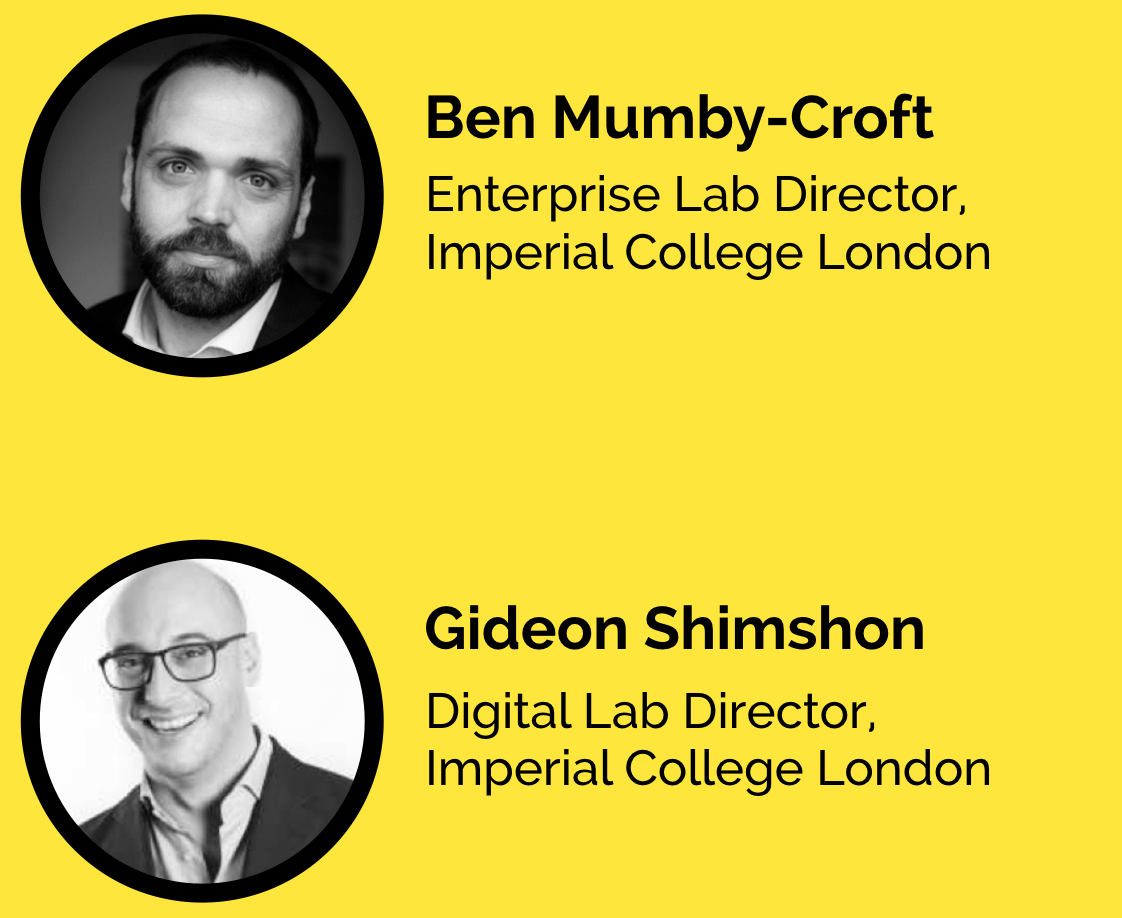 Ben Mumby-Croft
Enterprise Lab Director,
Imperial College London
Gideon Shimshon
Digital Lab Director,
Imperial College London